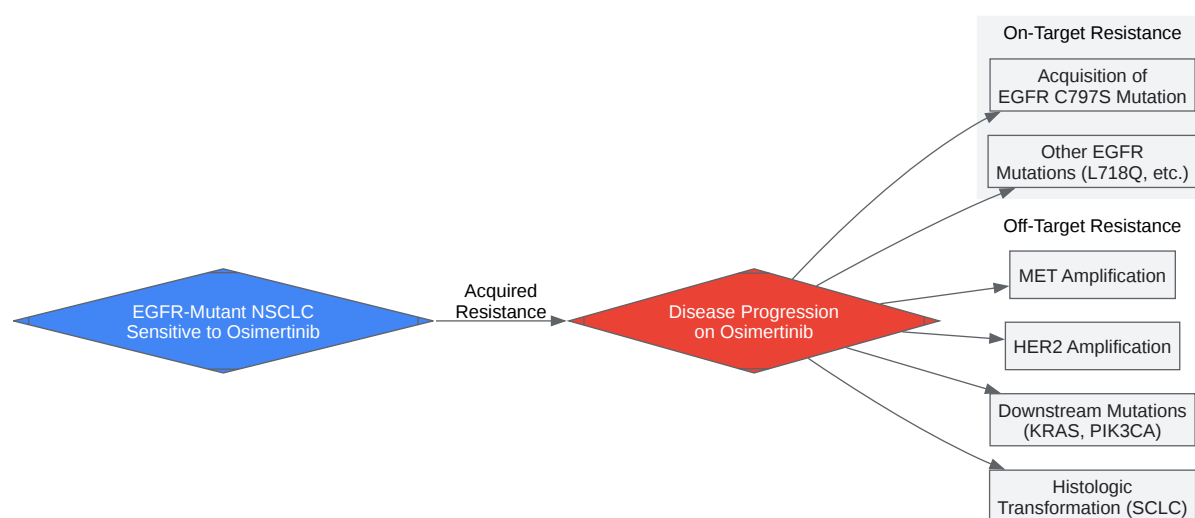 EGFR-Mutant NSCLC
Sensitive to Osimertinib
Acquired
Resistance
Disease Progression
on Osimertinib
On-Target Resistance
Acquisition of
EGFR C797S Mutation
Other EGFR
Mutations (L718Q, etc.)
Off-Target Resistance
MET Amplification
HER2 Amplification
Downstream Mutations
(KRAS, PIK3CA)
Histologic
Transformation (SCLC)